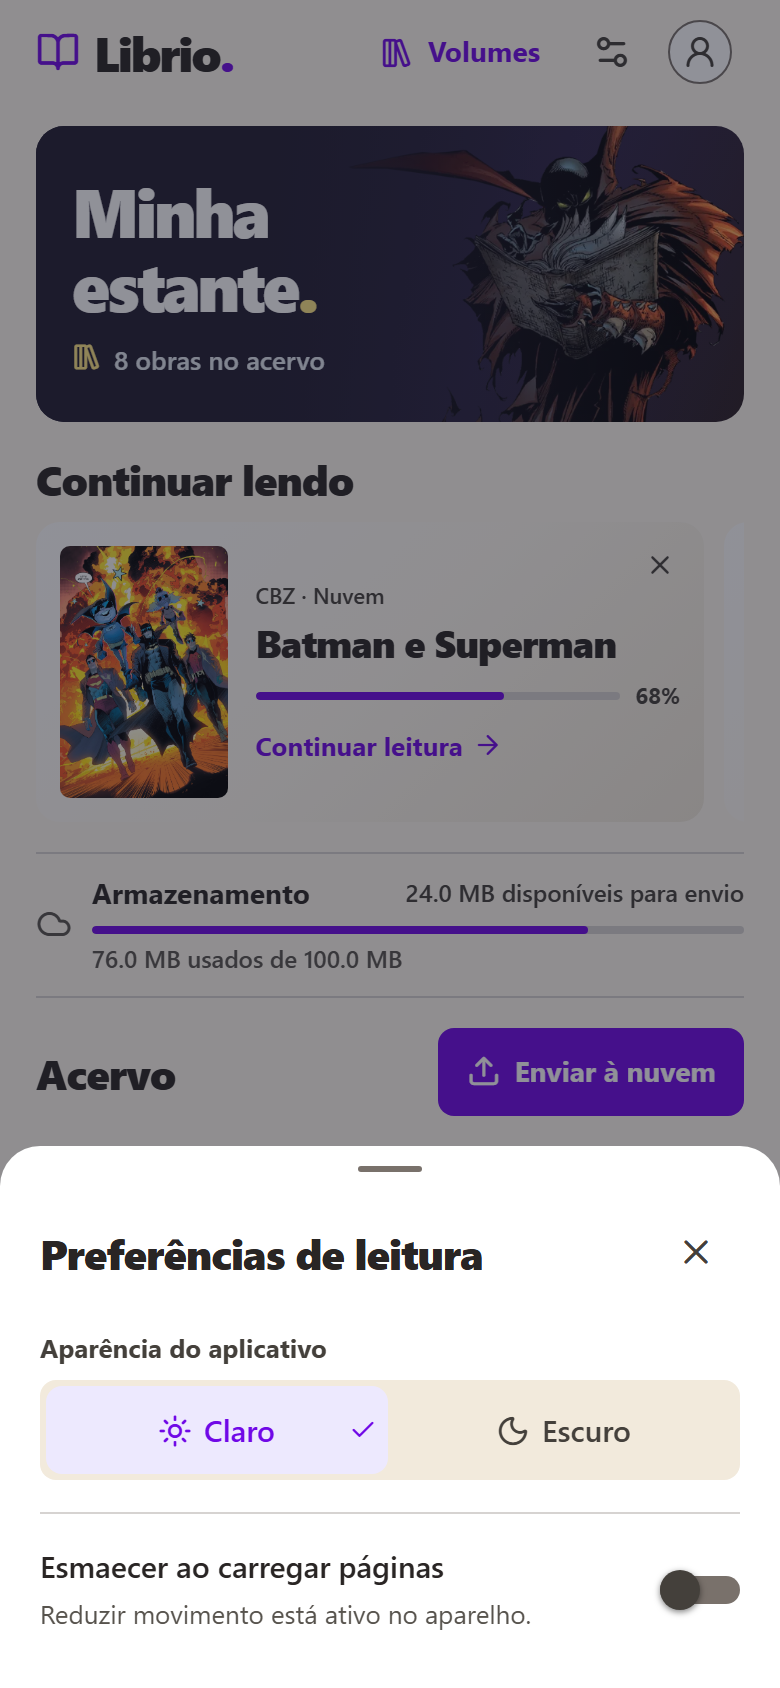 Librio.
Volumes
Minha
estante.
8 obras no acervo
Continuar lendo
CBZ · Nuvem
Batman e Superman
68%
Continuar leitura
Armazenamento
24.0 MB disponíveis para envio
76.0 MB usados de 100.0 MB
Acervo
Enviar à nuvem
Preferências de leitura
Aparência do aplicativo
Claro
Escuro
Esmaecer ao carregar páginas
Reduzir movimento está ativo no aparelho.